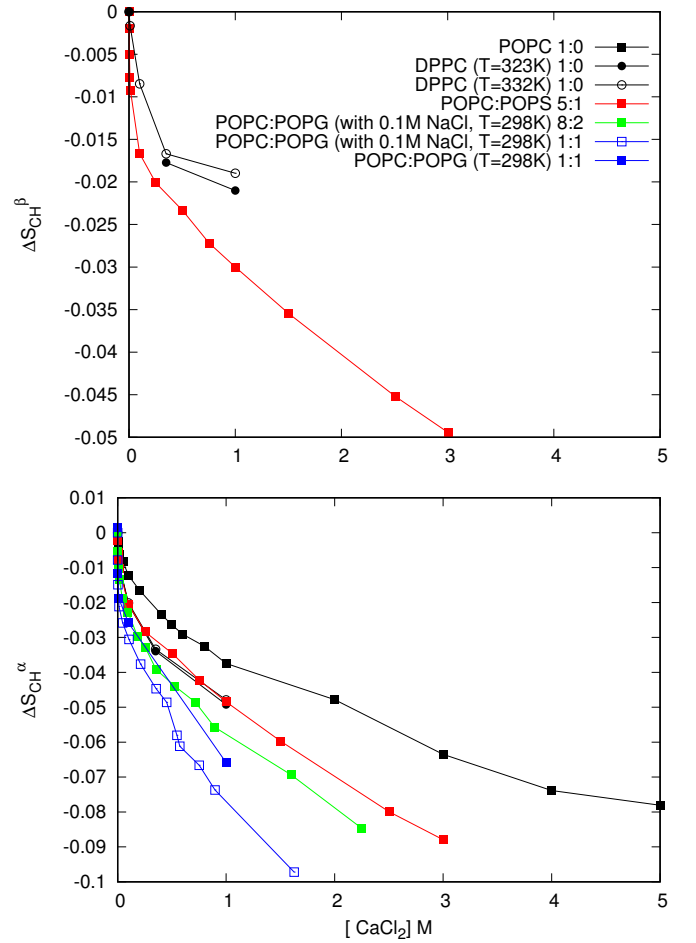 0
-0.005
-0.01
-0.015
-0.02
-0.025
-0.03
-0.035
-0.04
-0.045
-0.05
0 1 2 3 4 5
ΔS_CH^β
POPC 1:0
DPPC (T=323K) 1:0
DPPC (T=332K) 1:0
POPC:POPS 5:1
POPC:POPG (with 0.1M NaCl, T=298K) 8:2
POPC:POPG (with 0.1M NaCl, T=298K) 1:1
POPC:POPG (T=298K) 1:1
0.01
0
-0.01
-0.02
-0.03
-0.04
-0.05
-0.06
-0.07
-0.08
-0.09
-0.1
0 1 2 3 4 5
ΔS_CH^α
[ CaCl₂] M